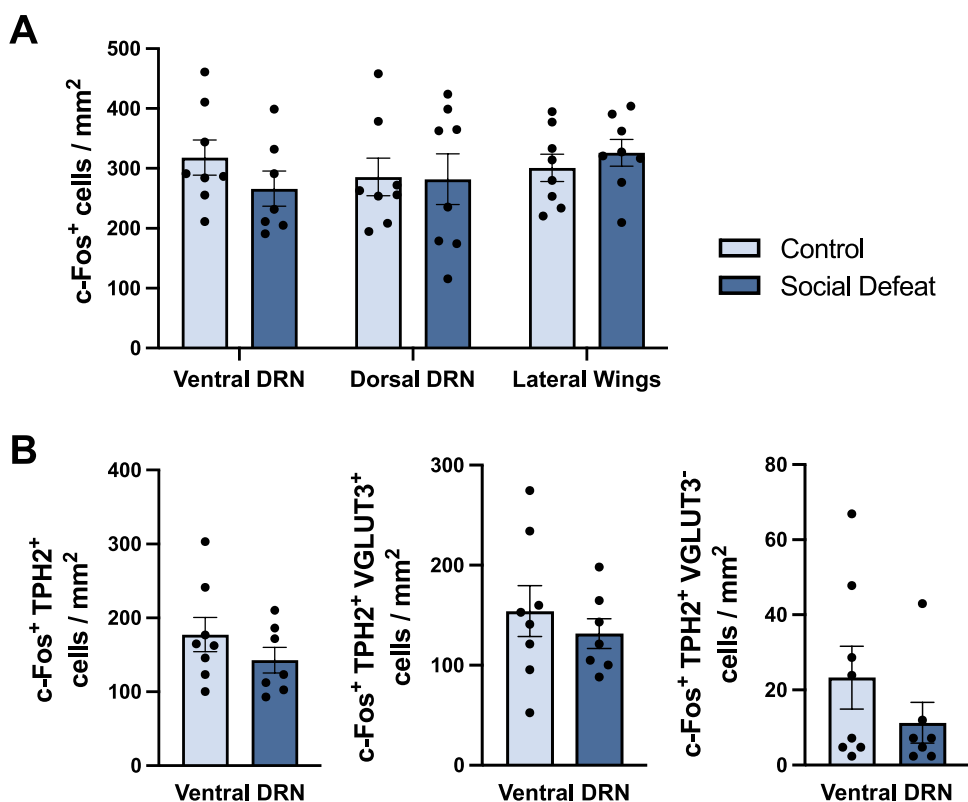 A
c-Fos⁺ cells / mm²
500
400
300
200
100
0
Ventral DRN
Dorsal DRN
Lateral Wings
Control
Social Defeat
B
c-Fos⁺ TPH2⁺
cells / mm²
400
300
200
100
0
Ventral DRN
c-Fos⁺ TPH2⁺ VGLUT3⁺
cells / mm²
300
200
100
0
Ventral DRN
c-Fos⁺ TPH2⁺ VGLUT3⁻
cells / mm²
80
60
40
20
0
Ventral DRN